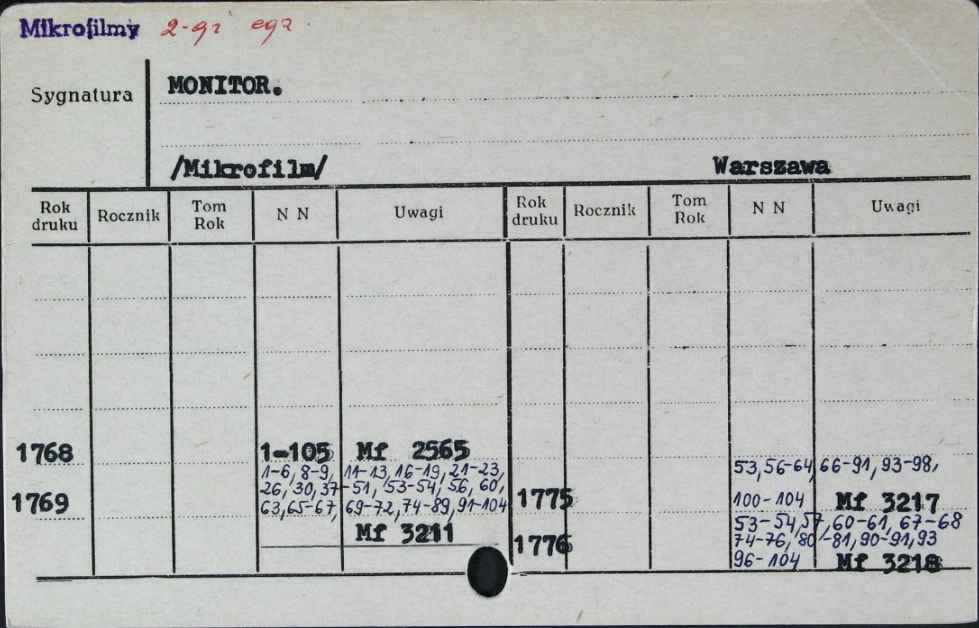 Mikrofilmy 2-gi egz.
Sygnatura
MONITOR.
/Mikrofilm/ Warszawa
Rok druku Rocznik Tom Rok N N Uwagi Rok druku Rocznik Tom Rok N N Uwagi
1768 1-105 Mf 2565
1769 1-6, 8-9, 11-13, 16-19, 21-23,
26, 30, 37-51, 53-54, 56, 60,
63, 65-67, 69-72, 74-89, 91-104
Mf 3211
1775 53, 56-64, 66-91, 93-98,
100-104 Mf 3217
1776 53-54, 57, 60-61, 67-68
74-76, 80-81, 90-91, 93
96-104 Mf 3218